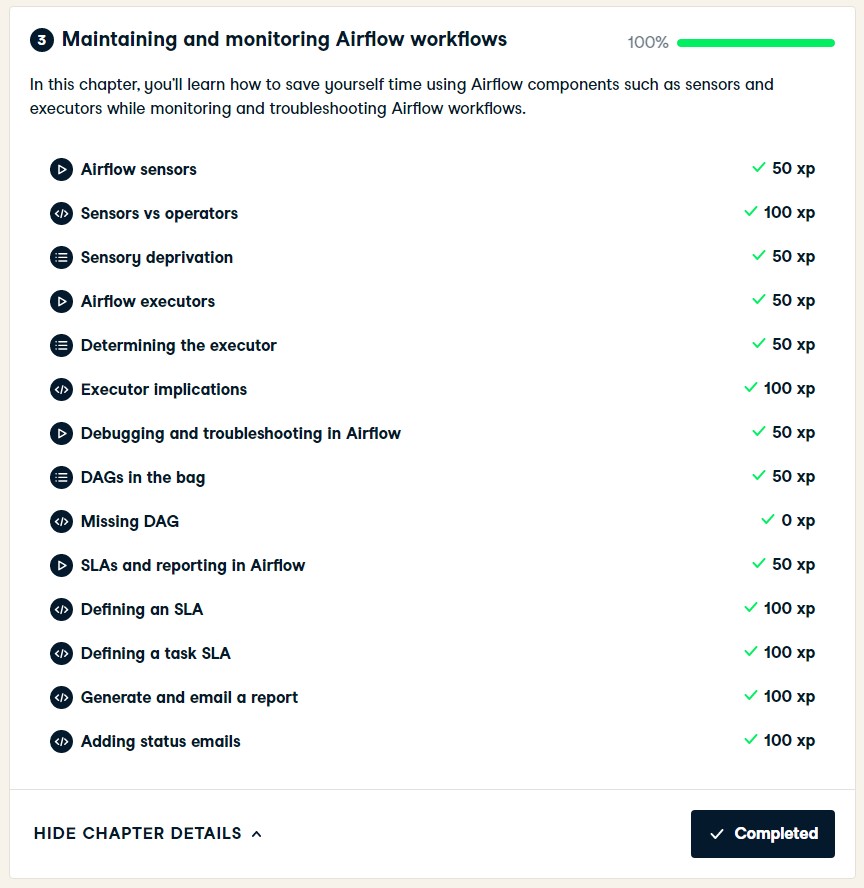 3 Maintaining and monitoring Airflow workflows 100%
In this chapter, you'll learn how to save yourself time using Airflow components such as sensors and
executors while monitoring and troubleshooting Airflow workflows.
Airflow sensors 50 xp
Sensors vs operators 100 xp
Sensory deprivation 50 xp
Airflow executors 50 xp
Determining the executor 50 xp
Executor implications 100 xp
Debugging and troubleshooting in Airflow 50 xp
DAGs in the bag 50 xp
Missing DAG 0 xp
SLAs and reporting in Airflow 50 xp
Defining an SLA 100 xp
Defining a task SLA 100 xp
Generate and email a report 100 xp
Adding status emails 100 xp
HIDE CHAPTER DETAILS Completed